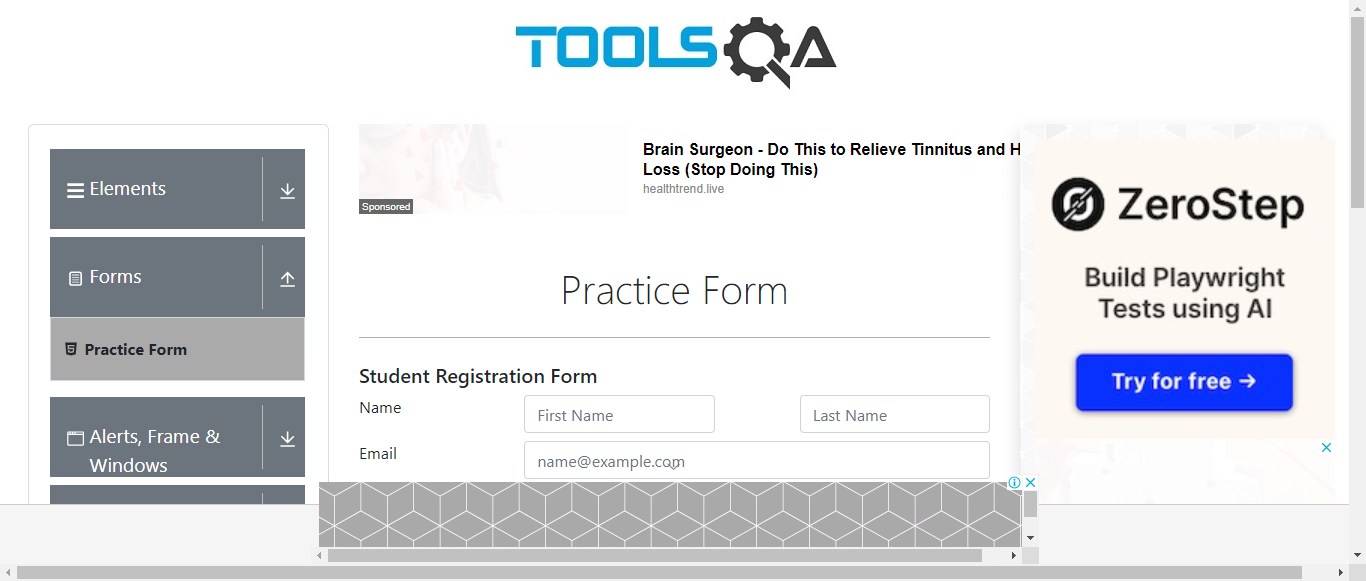 TOOLSQA
Elements
Forms
Practice Form
Alerts, Frame &
Windows
Sponsored
Brain Surgeon - Do This to Relieve Tinnitus and H
Loss (Stop Doing This)
healthtrend.live
Practice Form
Student Registration Form
Name
First Name
Last Name
Email
name@example.com
ZeroStep
Build Playwright
Tests using AI
Try for free →